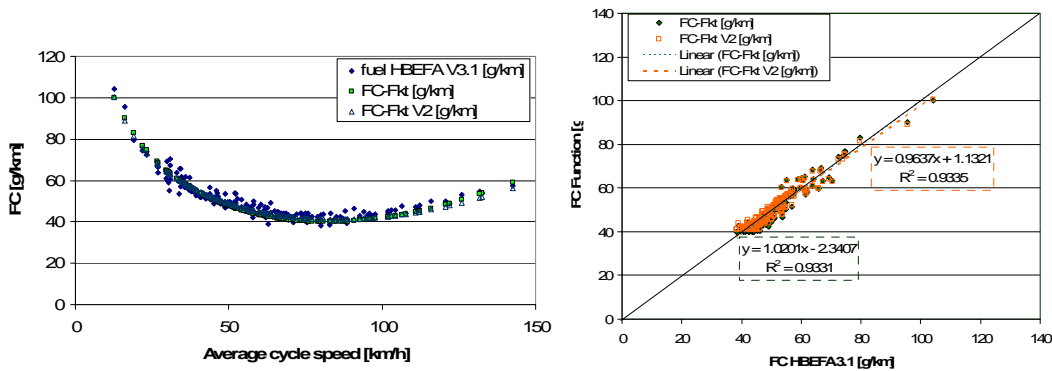 120
100
80
60
40
20
0
FC [g/km]
0
50
100
150
Average cycle speed [km/h]
fuel HBEFA V3.1 [g/km]
FC-Fkt [g/km]
FC-Fkt V2 [g/km]
140
120
100
80
60
40
20
0
FC Function [g
0
20
40
60
80
100
120
140
FC HBEFA3.1 [g/km]
FC-Fkt [g/km]
FC-Fkt V2 [g/km]
Linear (FC-Fkt [g/km])
Linear (FC-Fkt V2 [g/km])
y = 0.9637x + 1.1321
R² = 0.9335
y = 1.0201x - 2.3407
R² = 0.9331